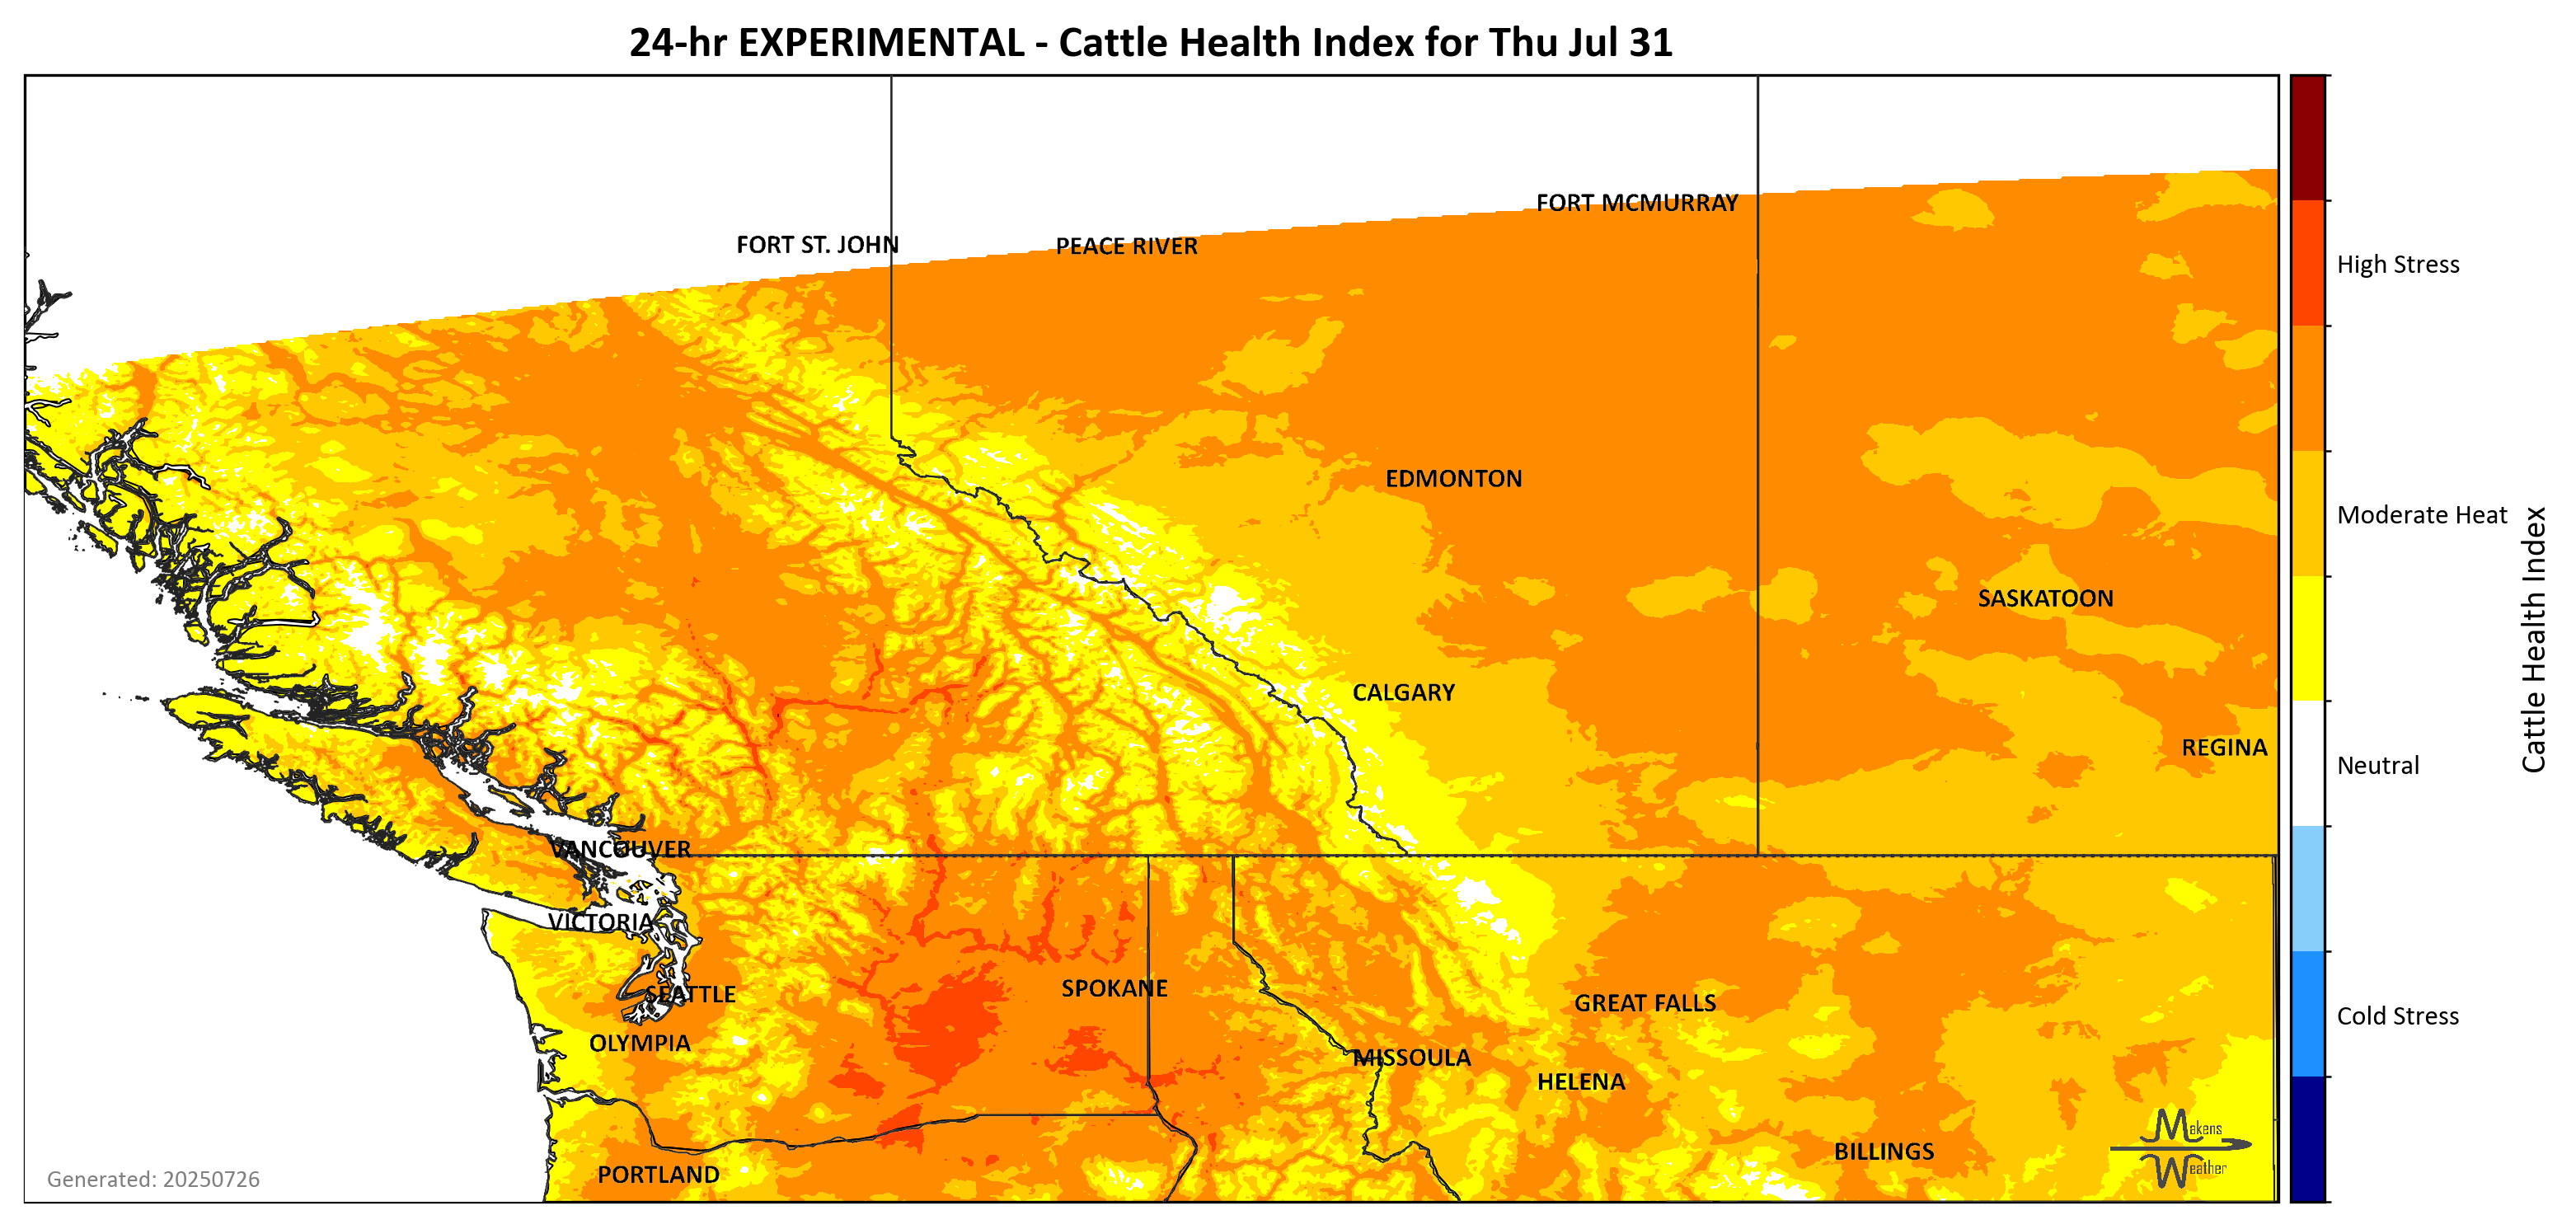 24-hr EXPERIMENTAL - Cattle Health Index for Thu Jul 31
FORT MCMURRAY
FORT ST. JOHN
PEACE RIVER
High Stress
EDMONTON
Moderate Heat
SASKATOON
CALGARY
REGINA
Neutral
Cattle Health Index
VANCOUVER
VICTORIA
SEATTLE
SPOKANE
GREAT FALLS
Cold Stress
OLYMPIA
MISSOULA
HELENA
Makens
Weather
BILLINGS
PORTLAND
Generated: 20250726